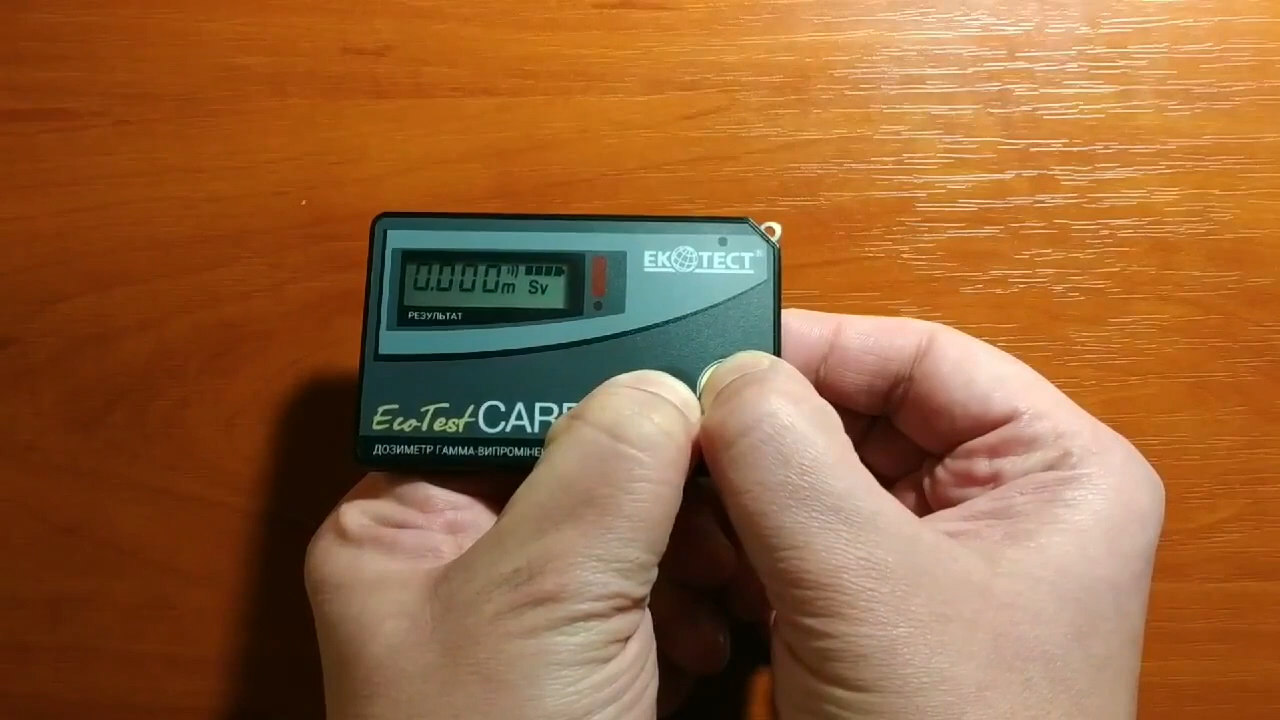 ЕКОТЕСТ®
0.000 m Sv
РЕЗУЛЬТАТ
EcoTest CARD
ДОЗИМЕТР ГАММА-ВИПРОМІНЕ